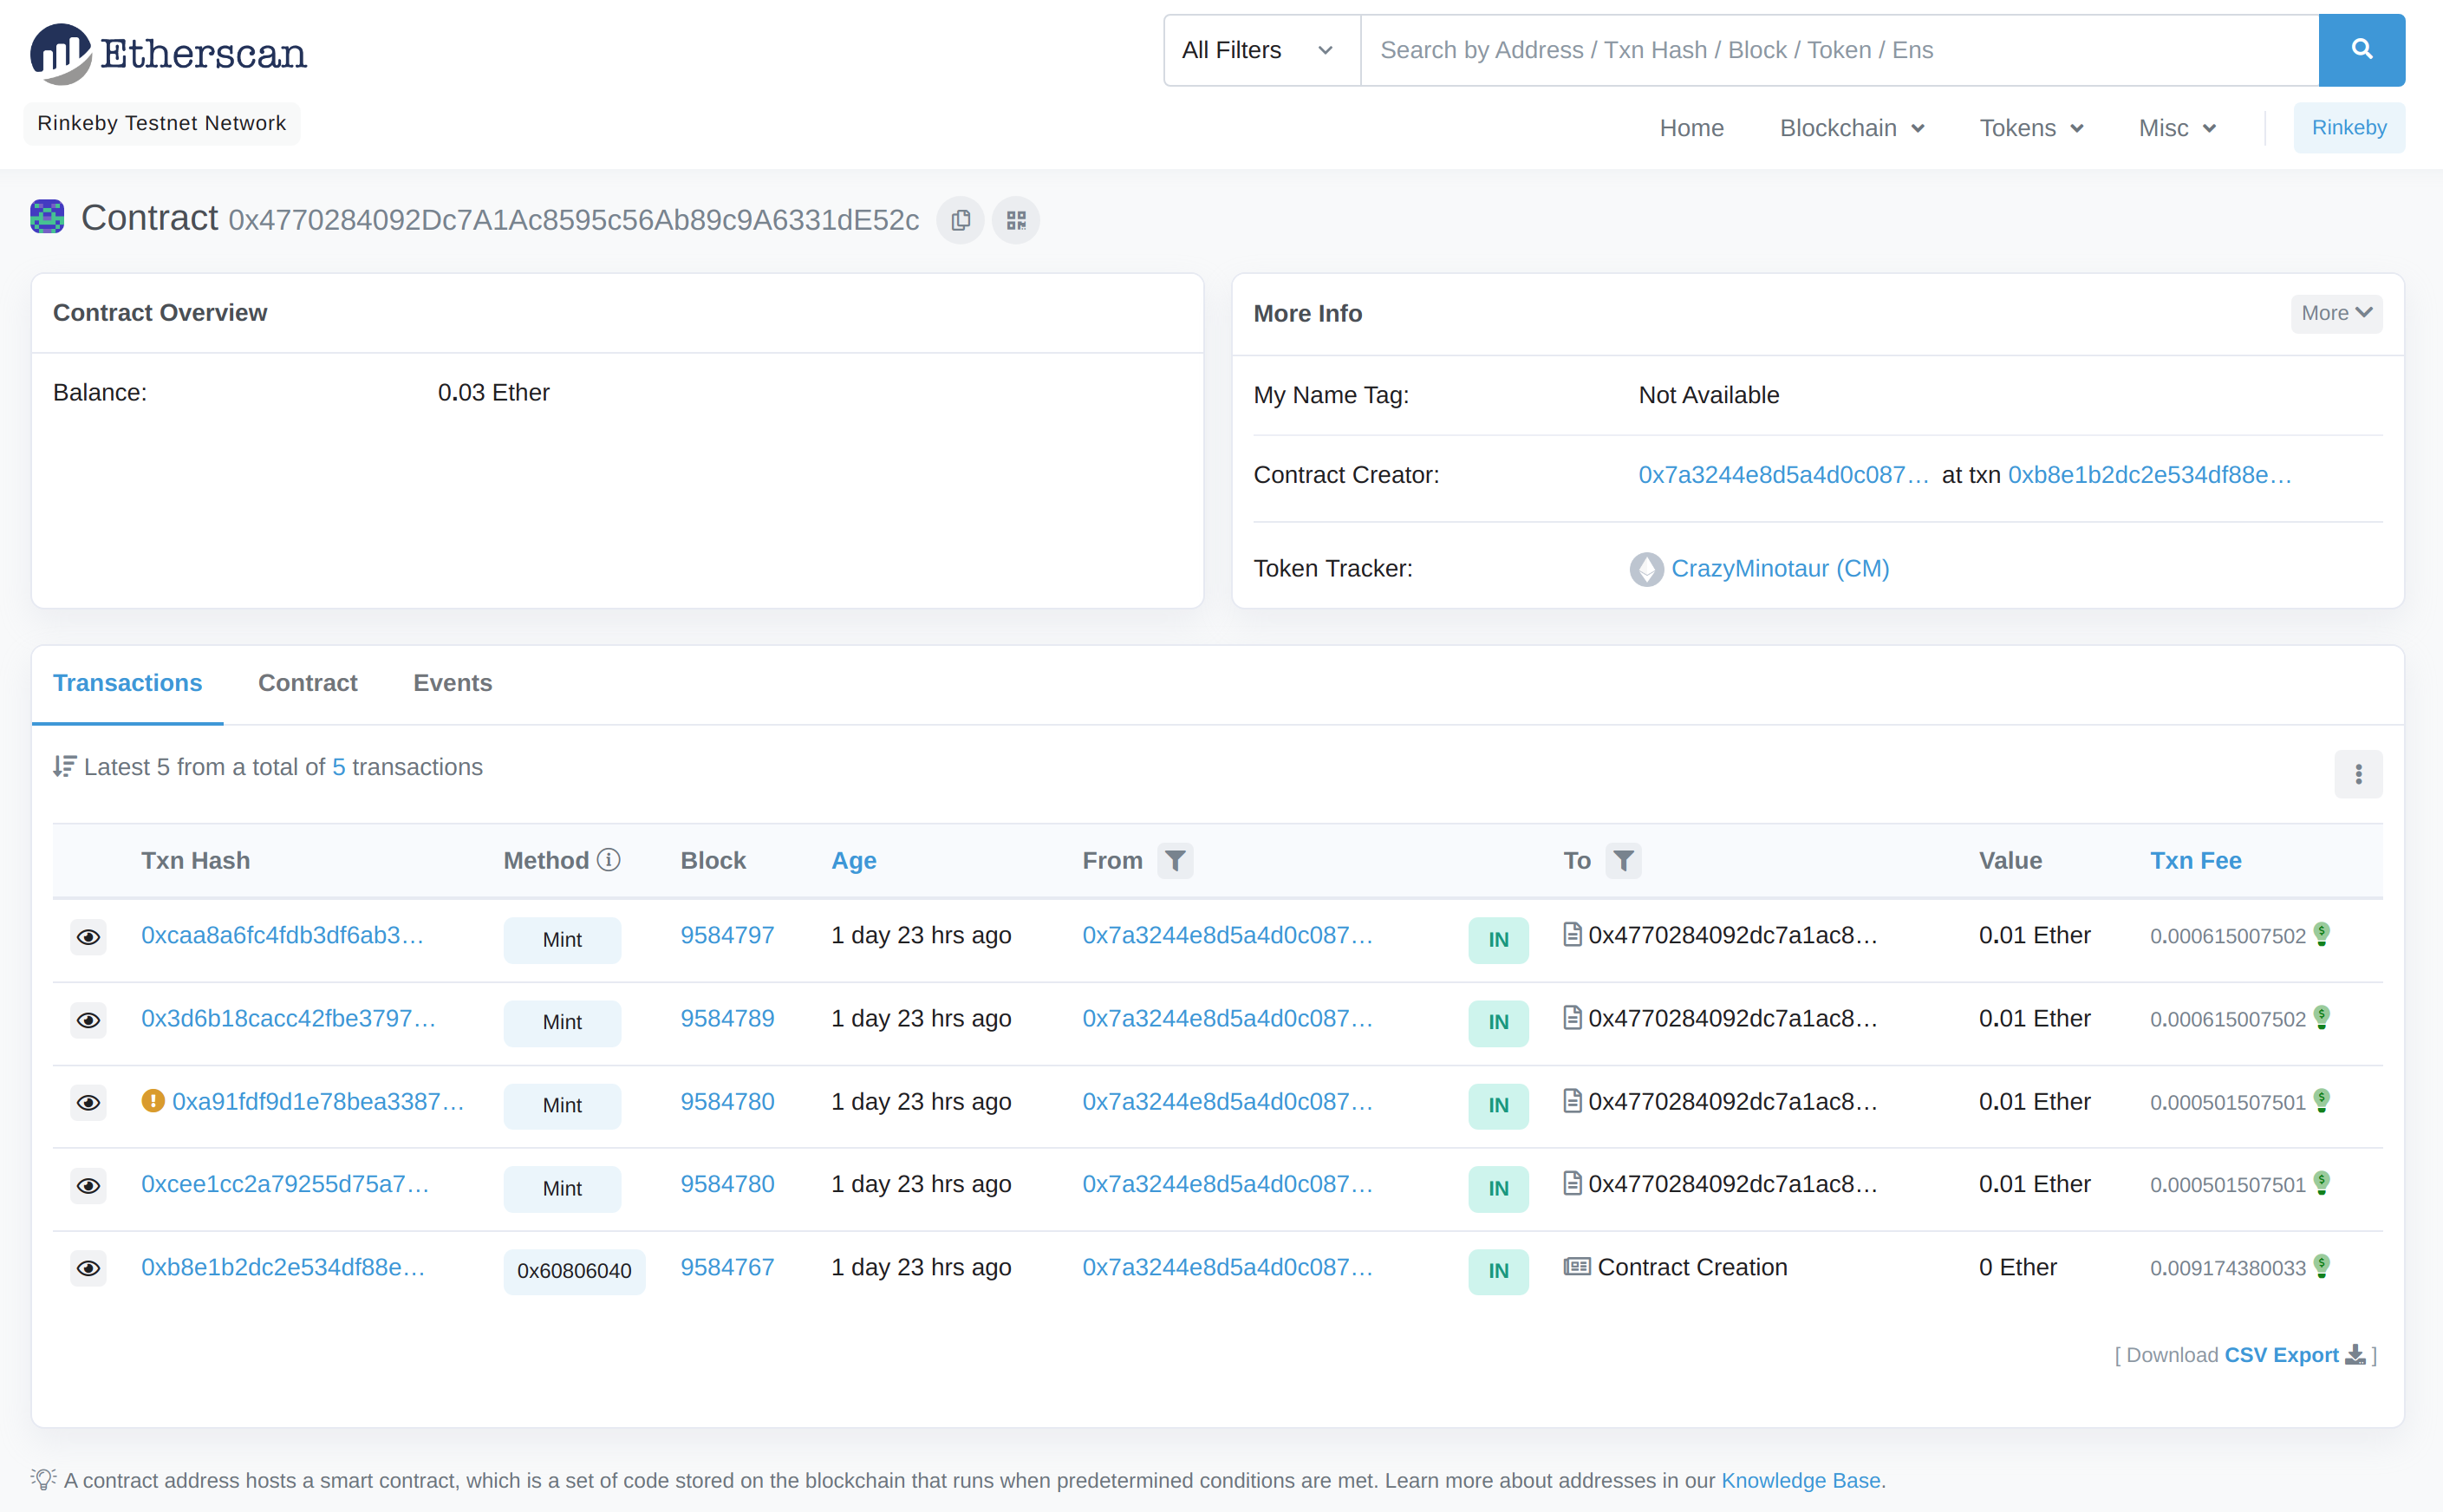 Etherscan
All Filters
Search by Address / Txn Hash / Block / Token / Ens
Rinkeby Testnet Network
Home Blockchain Tokens Misc Rinkeby
Contract 0x4770284092Dc7A1Ac8595c56Ab89c9A6331dE52c
Contract Overview
Balance: 0.03 Ether
More Info More
My Name Tag: Not Available
Contract Creator: 0x7a3244e8d5a4d0c087... at txn 0xb8e1b2dc2e534df88e...
Token Tracker: CrazyMinotaur (CM)
Transactions Contract Events
Latest 5 from a total of 5 transactions
Txn Hash Method Block Age From To Value Txn Fee
0xcaa8a6fc4fdb3df6ab3... Mint 9584797 1 day 23 hrs ago 0x7a3244e8d5a4d0c087... IN 0x4770284092dc7a1ac8... 0.01 Ether 0.000615007502
0x3d6b18cacc42fbe3797... Mint 9584789 1 day 23 hrs ago 0x7a3244e8d5a4d0c087... IN 0x4770284092dc7a1ac8... 0.01 Ether 0.000615007502
0xa91fdf9d1e78bea3387... Mint 9584780 1 day 23 hrs ago 0x7a3244e8d5a4d0c087... IN 0x4770284092dc7a1ac8... 0.01 Ether 0.000501507501
0xcee1cc2a79255d75a7... Mint 9584780 1 day 23 hrs ago 0x7a3244e8d5a4d0c087... IN 0x4770284092dc7a1ac8... 0.01 Ether 0.000501507501
0xb8e1b2dc2e534df88e... 0x60806040 9584767 1 day 23 hrs ago 0x7a3244e8d5a4d0c087... IN Contract Creation 0 Ether 0.009174380033
[ Download CSV Export ]
A contract address hosts a smart contract, which is a set of code stored on the blockchain that runs when predetermined conditions are met. Learn more about addresses in our Knowledge Base.